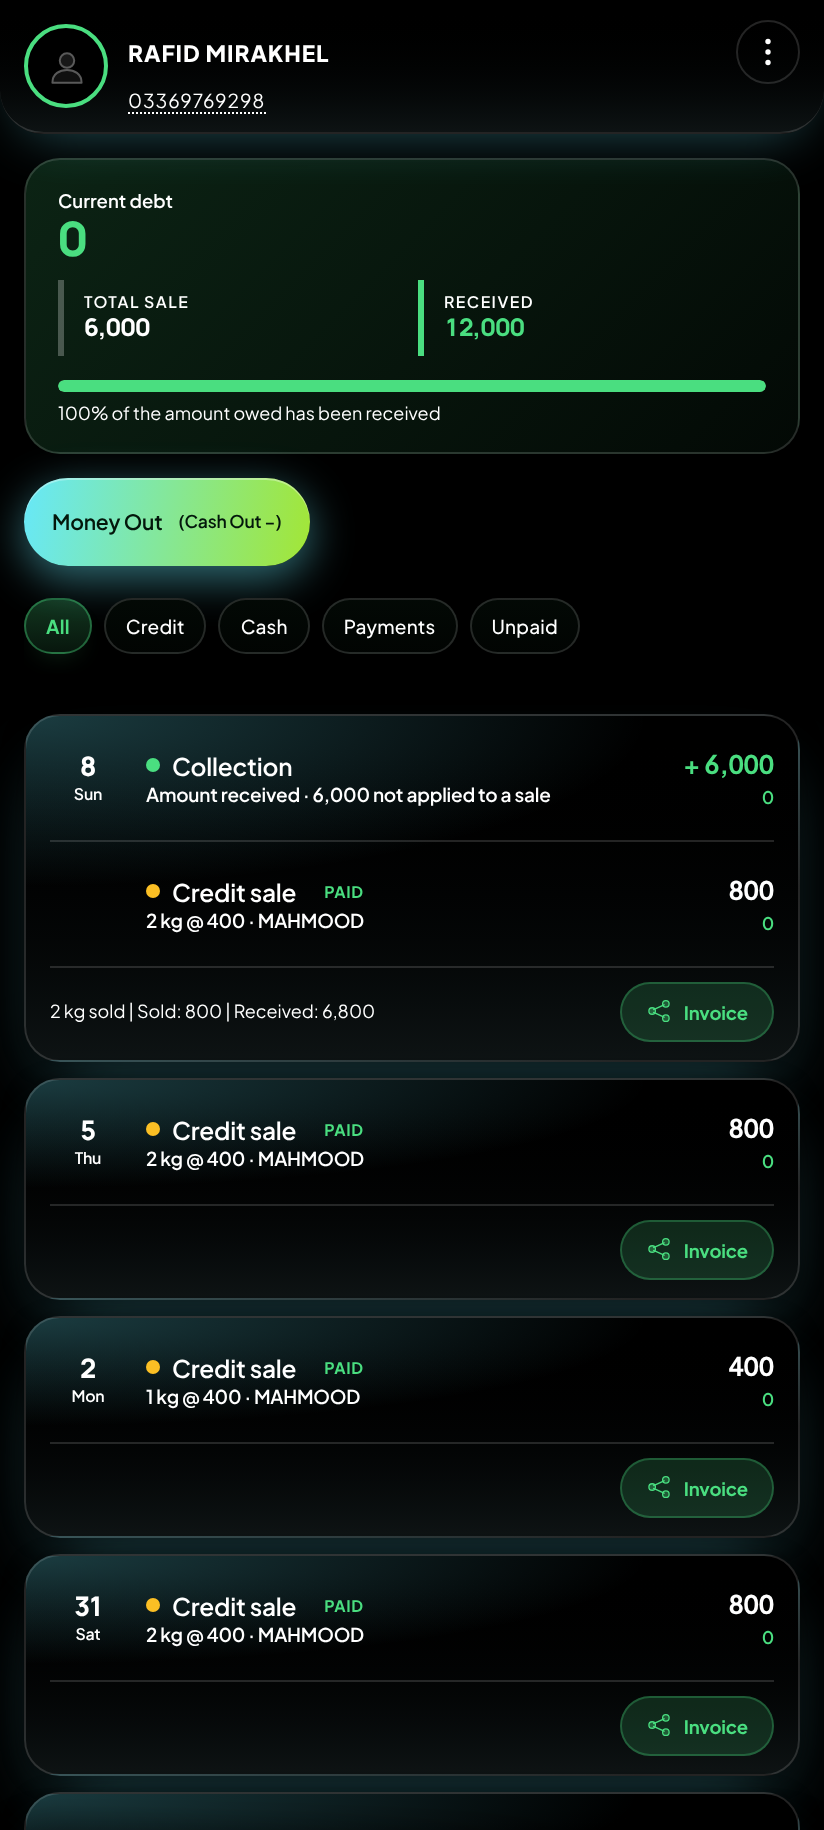 RAFID MIRAKHEL
03369769298
Current debt
0
TOTAL SALE
6,000
RECEIVED
12,000
100% of the amount owed has been received
Money Out (Cash Out −)
All
Credit
Cash
Payments
Unpaid
8
Sun
Collection
Amount received · 6,000 not applied to a sale
+ 6,000
0
Credit sale PAID
2 kg @ 400 · MAHMOOD
800
0
2 kg sold | Sold: 800 | Received: 6,800
Invoice
5
Thu
Credit sale PAID
2 kg @ 400 · MAHMOOD
800
0
Invoice
2
Mon
Credit sale PAID
1 kg @ 400 · MAHMOOD
400
0
Invoice
31
Sat
Credit sale PAID
2 kg @ 400 · MAHMOOD
800
0
Invoice